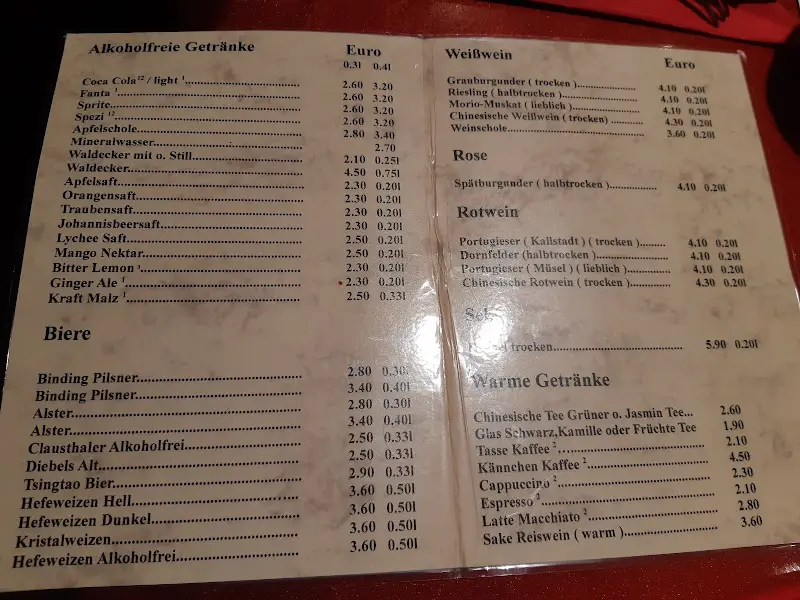 Alkoholfreie Getränke Euro
0.3l 0.4l
Coca Cola¹² / light ¹ 2.60 3.20
Fanta ¹ 2.60 3.20
Sprite 2.60 3.20
Spezi ¹² 2.60 3.20
Apfelschole 2.80 3.40
Mineralwasser 2.70
Waldecker mit o. Still 2.10 0.25l
Waldecker 4.50 0.75l
Apfelsaft 2.30 0.20l
Orangensaft 2.30 0.20l
Traubensaft 2.30 0.20l
Johannisbeersaft 2.30 0.20l
Lychee Saft 2.50 0.20l
Mango Nektar 2.50 0.20l
Bitter Lemon ¹ 2.30 0.20l
Ginger Ale ¹ 2.30 0.20l
Kraft Malz ¹ 2.50 0.33l
Biere
Binding Pilsner 2.80 0.30l
Binding Pilsner 3.40 0.40l
Alster 2.80 0.30l
Alster 3.40 0.40l
Clausthaler Alkoholfrei 2.50 0.33l
Diebels Alt 2.50 0.33l
Tsingtao Bier 2.90 0.33l
Hefeweizen Hell 3.60 0.50l
Hefeweizen Dunkel 3.60 0.50l
Kristalweizen 3.60 0.50l
Hefeweizen Alkoholfrei 3.60 0.50l
Weißwein Euro
Grauburgunder ( trocken ) 4.10 0.20l
Riesling ( halbtrocken ) 4.10 0.20l
Morio-Muskat ( lieblich ) 4.10 0.20l
Chinesische Weißwein ( trocken ) 4.30 0.20l
Weinschole 3.60 0.20l
Rose
Spätburgunder ( halbtrocken ) 4.10 0.20l
Rotwein
Portugieser ( Kallstadt ) ( trocken ) 4.10 0.20l
Dornfelder (halbtrocken ) 4.10 0.20l
Portugieser ( Müsel ) ( lieblich ) 4.10 0.20l
Chinesische Rotwein ( trocken ) 4.30 0.20l
trocken 5.90 0.20l
Warme Getränke
Chinesische Tee Grüner o. Jasmin Tee... 2.60
Glas Schwarz,Kamille oder Früchte Tee 1.90
Tasse Kaffee ² 2.10
Kännchen Kaffee ² 4.50
Cappuccino ² 2.30
Espresso ² 2.10
Latte Macchiato ² 2.80
Sake Reiswein ( warm ) 3.60